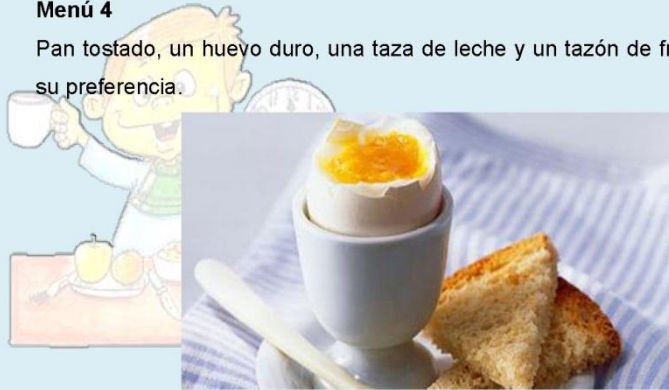 Menú 4
Pan tostado, un huevo duro, una taza de leche y un tazón de
su preferencia.